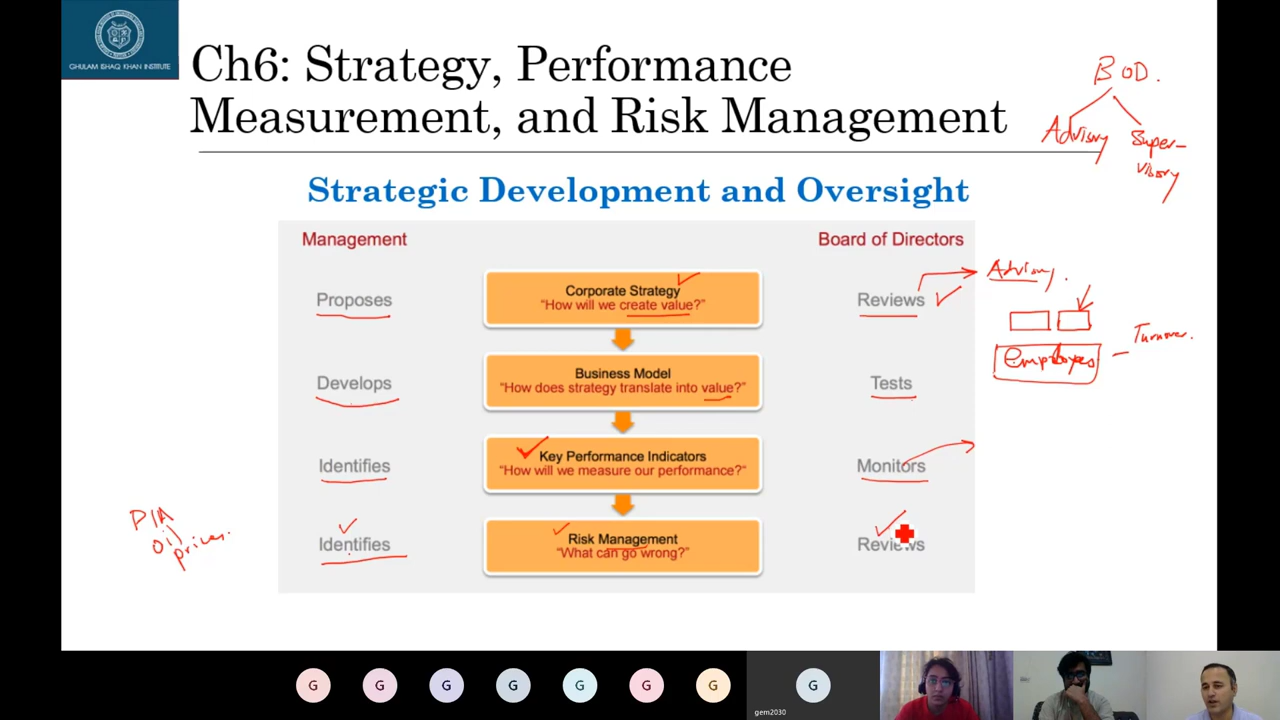 GHULAM ISHAQ KHAN INSTITUTE
Ch6: Strategy, Performance
Measurement, and Risk Management
BOD.
Advisory
Super-
visory
Strategic Development and Oversight
Management
Board of Directors
Proposes
Corporate Strategy
"How will we create value?"
Reviews
Advisory.
Develops
Business Model
"How does strategy translate into value?"
Tests
employees
Turnover.
Identifies
Key Performance Indicators
"How will we measure our performance?"
Monitors
PIA
oil
prices.
Identifies
Risk Management
"What can go wrong?"
Reviews
G
G
G
G
G
G
G
G
gem2030